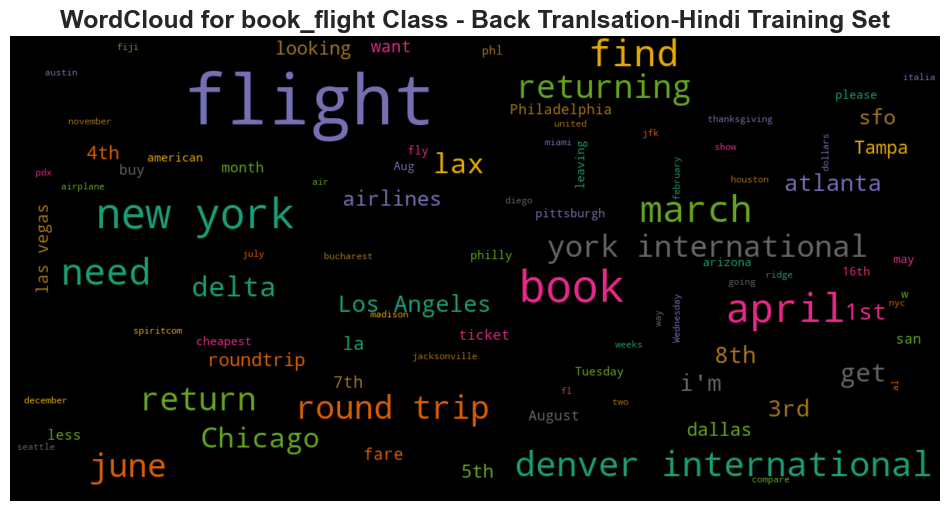 WordCloud for book_flight Class - Back Tranlsation-Hindi Training Set
fiji
looking
want
phl
find
austin
flight
returning
italia
please
november
Philadelphia
united
thanksgiving
sfo
4th
american
fly
lax
miami
leaving
jfk
show
dollars
Tampa
pdx
airplane
buy
month
air
Aug
airlines
diego
february
houston
atlanta
las vegas
new york
pittsburgh
march
july
bucharest
philly
york international
need
delta
arizona
ridge
going
16th
may
Los Angeles
madison
book
april
1st
w
nyc
spiritcom
cheapest
la
ticket
way
Wednesday
san
roundtrip
jacksonville
weeks
8th
7th
Tuesday
i'm
get
al
december
return
round trip
fl
two
August
3rd
less
Chicago
dallas
seattle
june
fare
5th
denver international
compare